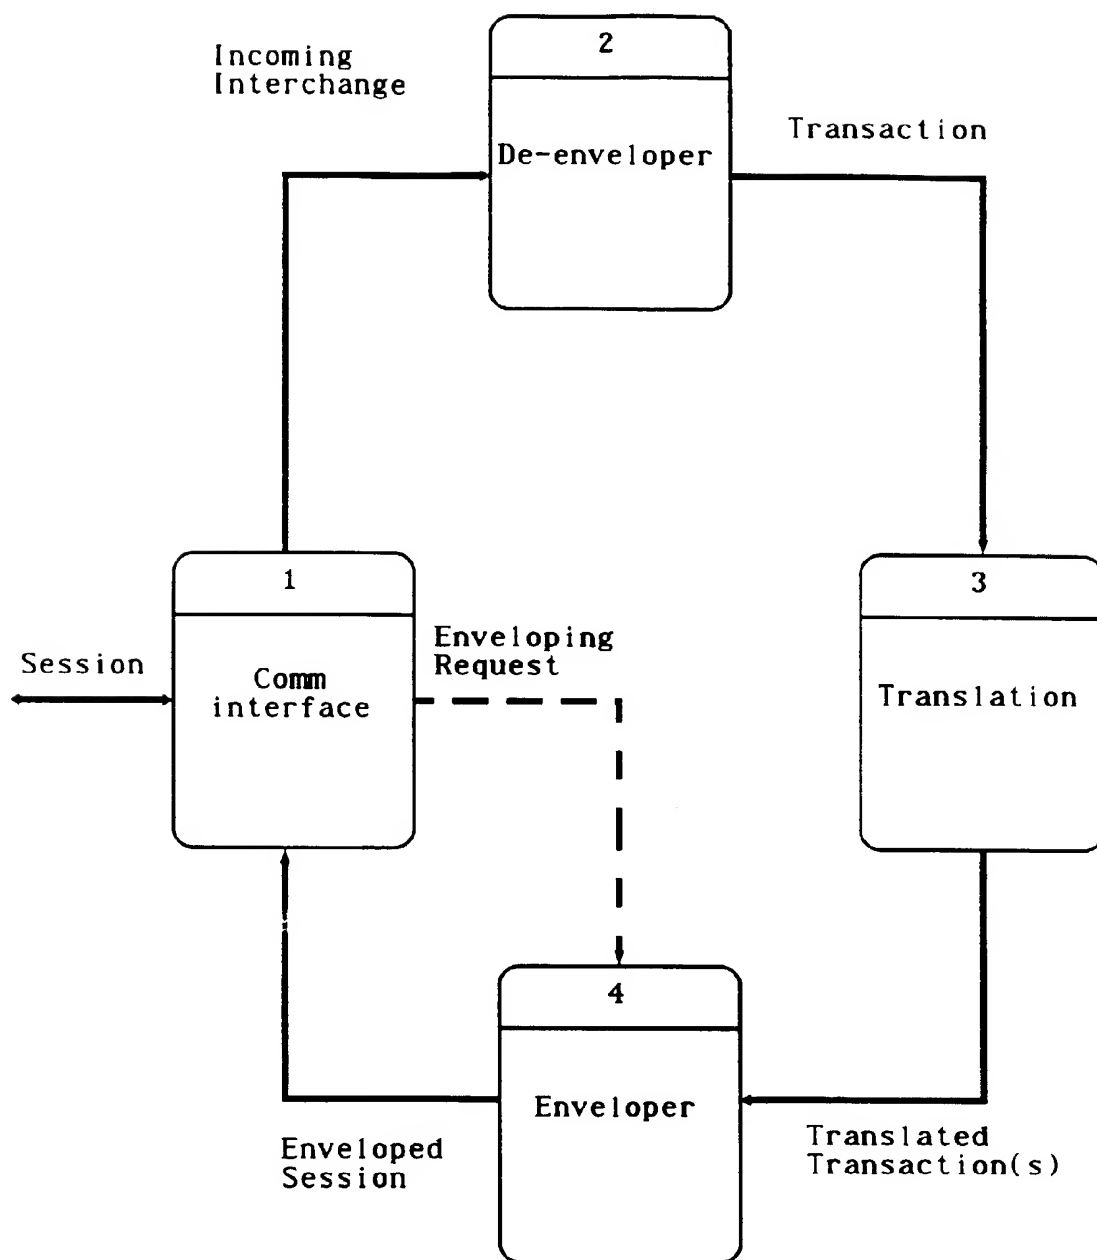 Incoming
Interchange
2
De-enveloper
Transaction
1
Comm
interface
Session
Enveloping
Request
3
Translation
4
Enveloper
Enveloped
Session
Translated
Transaction(s)